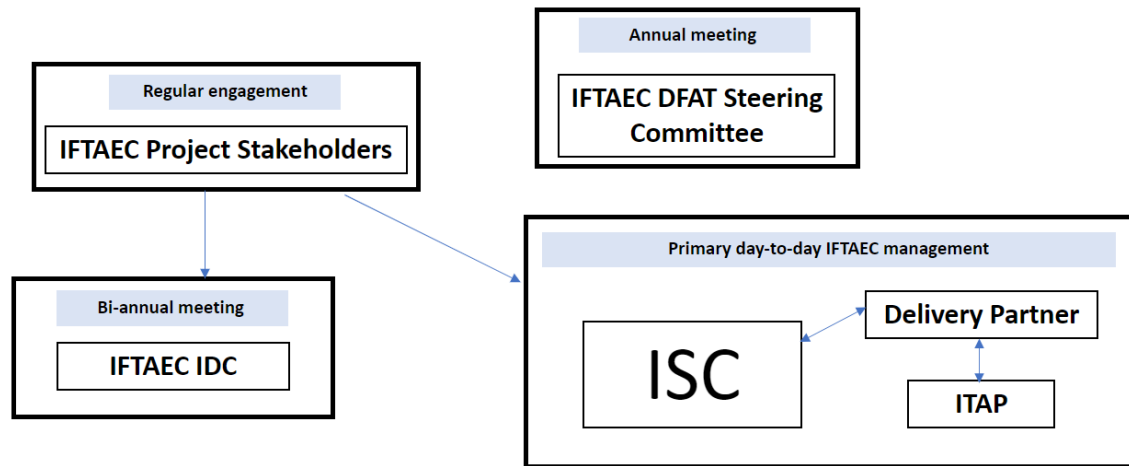 Annual meeting
IFTAEC DFAT Steering
Committee
Regular engagement
IFTAEC Project Stakeholders
Primary day-to-day IFTAEC management
Bi-annual meeting
IFTAEC IDC
Delivery Partner
ISC
ITAP